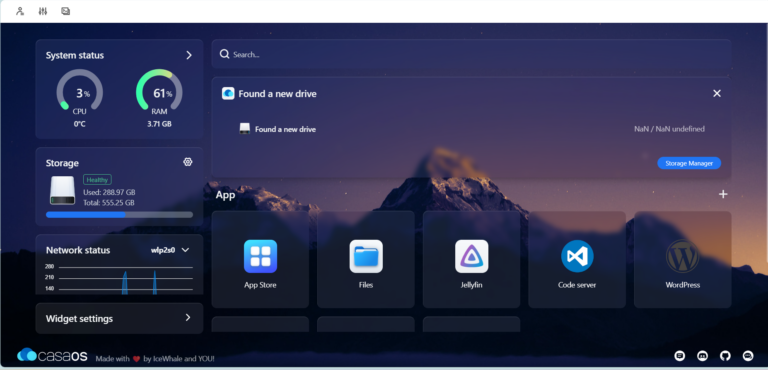 System status
3%
CPU
0°C
61%
RAM
3.71 GB
Storage
Healthy
Used: 288.97 GB
Total: 555.25 GB
Network status
wlp2s0
280
210
140
Widget settings
Search...
Found a new drive
Found a new drive
NaN / NaN undefined
Storage Manager
App
App Store
Files
Jellyfin
Code server
WordPress
CasaOS
Made with ❤ by IceWhale and YOU!